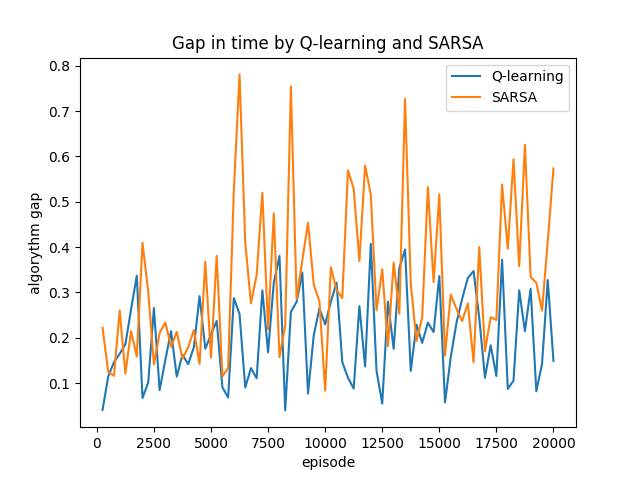 Gap in time by Q-learning and SARSA
Q-learning
SARSA
0.8
0.7
0.6
0.5
0.4
0.3
0.2
0.1
algorythm gap
0 2500 5000 7500 10000 12500 15000 17500 20000
episode